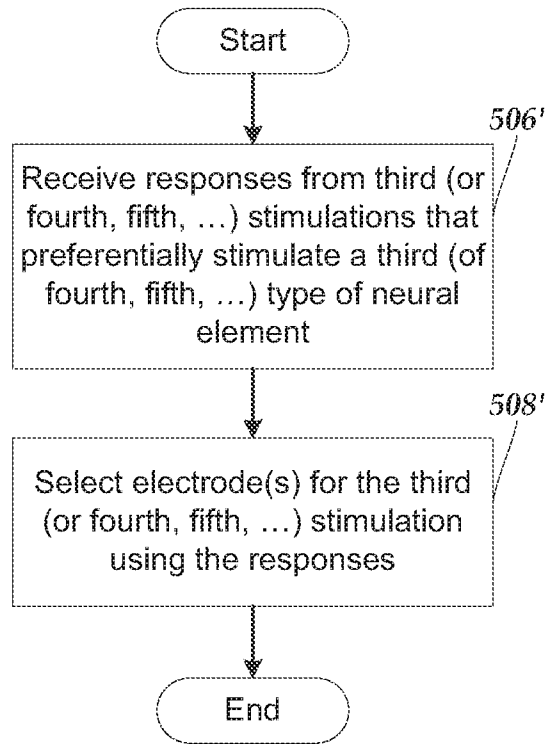 Start
506'
Receive responses from third (or
fourth, fifth, ...) stimulations that
preferentially stimulate a third (of
fourth, fifth, ...) type of neural
element
508'
Select electrode(s) for the third
(or fourth, fifth, ...) stimulation
using the responses
End